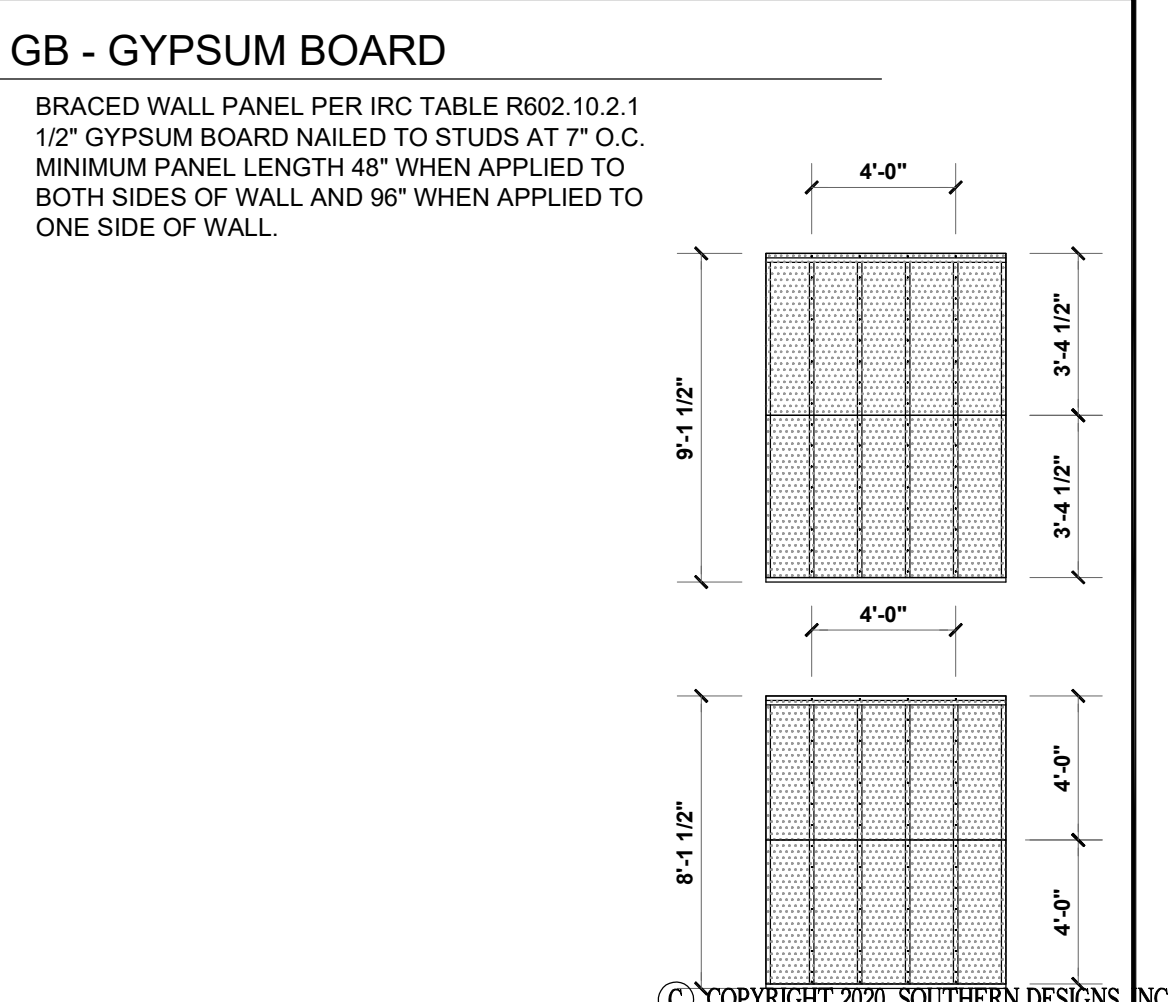 GB - GYPSUM BOARD
BRACED WALL PANEL PER IRC TABLE R602.10.2.1
1/2" GYPSUM BOARD NAILED TO STUDS AT 7" O.C.
MINIMUM PANEL LENGTH 48" WHEN APPLIED TO
BOTH SIDES OF WALL AND 96" WHEN APPLIED TO
ONE SIDE OF WALL.
4'-0"
9'-1 1/2"
3'-4 1/2"
3'-4 1/2"
4'-0"
8'-1 1/2"
4'-0"
4'-0"
© COPYRIGHT 2020 SOUTHERN DESIGNS, INC